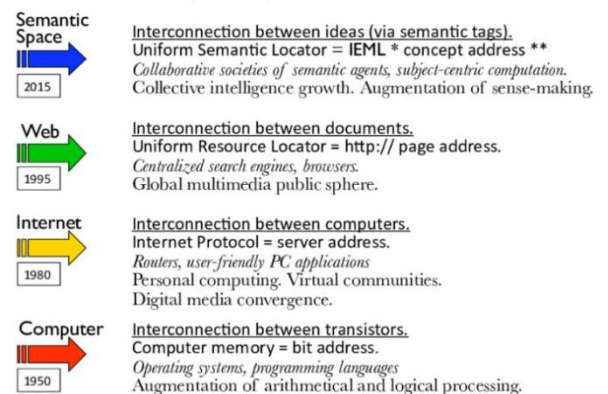 Semantic
Space
2015
Interconnection between ideas (via semantic tags).
Uniform Semantic Locator = IEML * concept address **
Collaborative societies of semantic agents, subject-centric computation.
Collective intelligence growth. Augmentation of sense-making.
Web
1995
Interconnection between documents.
Uniform Resource Locator = http:// page address.
Centralized search engines, browsers.
Global multimedia public sphere.
Internet
1980
Interconnection between computers.
Internet Protocol = server address.
Routers, user-friendly PC applications
Personal computing. Virtual communities.
Digital media convergence.
Computer
1950
Interconnection between transistors.
Computer memory = bit address.
Operating systems, programming languages
Augmentation of arithmetical and logical processing.